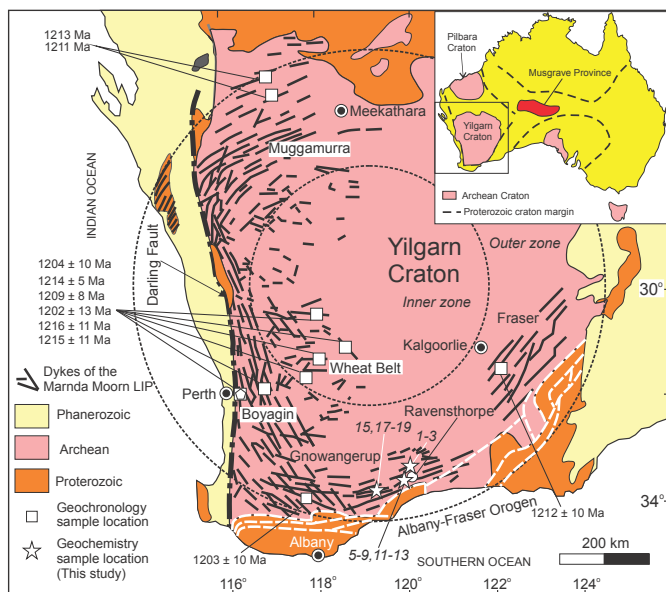 1213 Ma
1211 Ma
Meekathara
Muggamurra
INDIAN OCEAN
Darling Fault
Yilgarn
Craton
Outer zone
Inner zone
Pilbara
Craton
Musgrave Province
Yilgarn
Craton
Archean Craton
Proterozoic craton margin
1204 ± 10 Ma
1214 ± 5 Ma
1209 ± 8 Ma
1202 ± 13 Ma
1216 ± 11 Ma
1215 ± 11 Ma
30°
Fraser
Kalgoorlie
Wheat Belt
Perth
Boyagin
Dykes of the
Marnda Moorn LIP
Phanerozoic
Archean
Proterozoic
Geochronology
sample location
Geochemistry
sample location
(This study)
15,17-19
Ravensthorpe
1-3
Gnowangerup
34°
1212 ± 10 Ma
Albany-Fraser Orogen
1203 ± 10 Ma
Albany
5-9,11-13
SOUTHERN OCEAN
200 km
116°
118°
120°
122°
124°